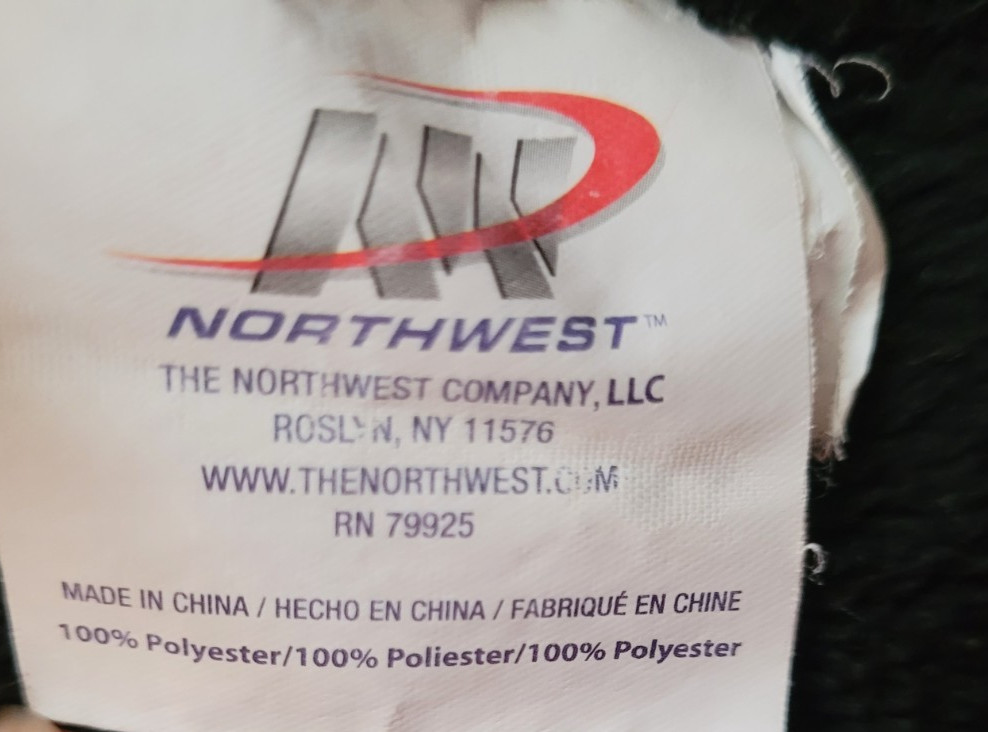 NORTHWEST™
THE NORTHWEST COMPANY, LLC
ROSLYN, NY 11576
WWW.THENORTHWEST.COM
RN 79925
MADE IN CHINA / HECHO EN CHINA / FABRIQUÉ EN CHINE
100% Polyester/100% Poliester/100% Polyester